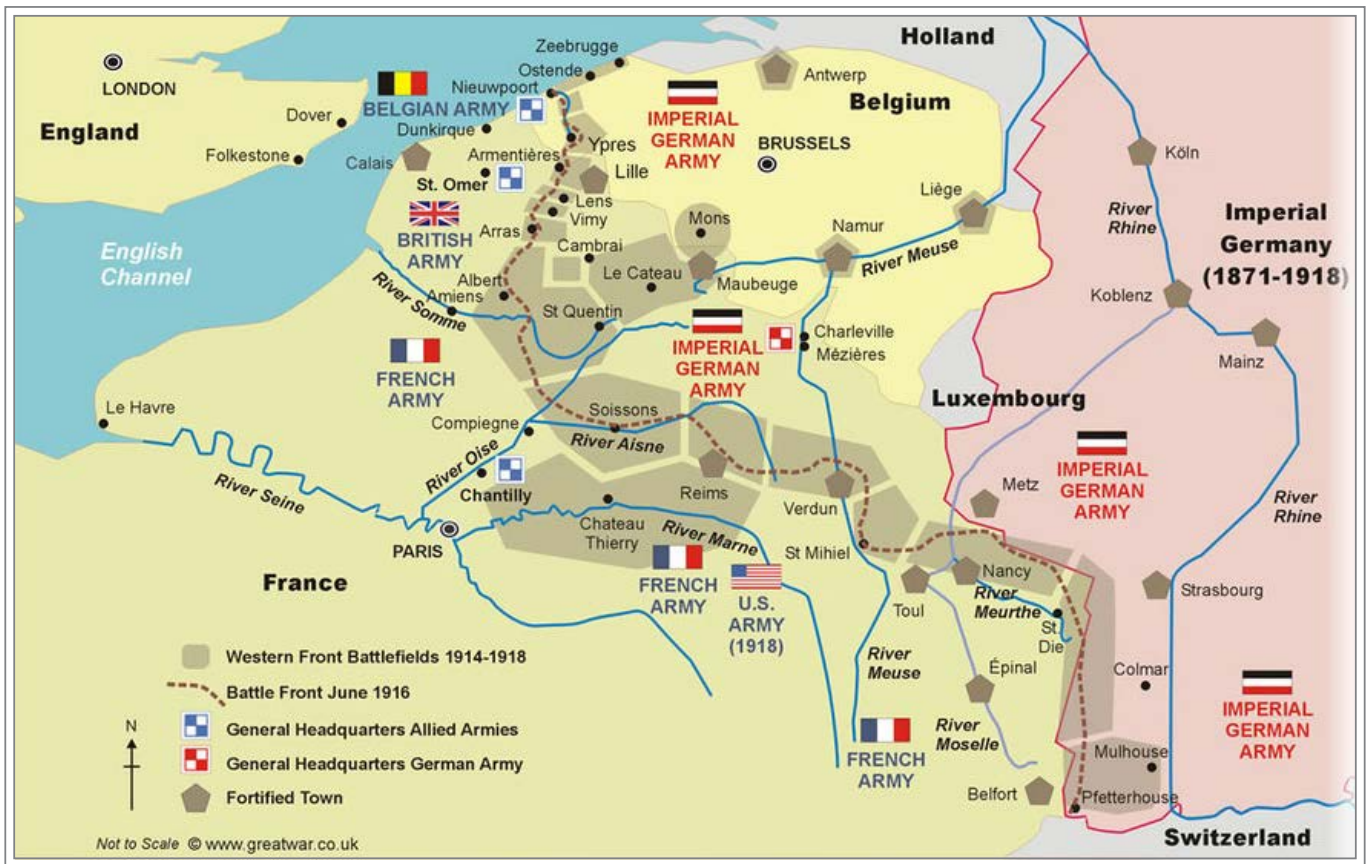 Holland
Zeebrugge
Ostende
Nieuwpoort
Antwerp
LONDON
BELGIAN ARMY
IMPERIAL
GERMAN
ARMY
Belgium
England
Dover
Dunkirque
Ypres
BRUSSELS
Köln
Folkestone
Calais
Armentières
St. Omer
Lille
Liège
River
Rhine
Imperial
Germany
(1871-1918)
Lens
Vimy
Mons
Namur
BRITISH
ARMY
Arras
Cambrai
River Meuse
English
Channel
Le Cateau
Maubeuge
Koblenz
Albert
Amiens
River Somme
St Quentin
Charleville
Mézières
Mainz
IMPERIAL
GERMAN
ARMY
FRENCH
ARMY
Luxembourg
Le Havre
Compiegne
Soissons
River Aisne
IMPERIAL
GERMAN
ARMY
River Oise
Chantilly
Reims
Verdun
Metz
River
Rhine
River Seine
PARIS
Chateau
Thierry
River Marne
St Mihiel
France
FRENCH
ARMY
U.S.
ARMY
(1918)
Toul
Nancy
River
Meurthe
Strasbourg
St.
Die
River
Meuse
Épinal
Colmar
IMPERIAL
GERMAN
ARMY
FRENCH
ARMY
River
Moselle
Mulhouse
Belfort
Pfetterhouse
Switzerland
Western Front Battlefields 1914-1918
Battle Front June 1916
N
General Headquarters Allied Armies
General Headquarters German Army
Fortified Town
Not to Scale © www.greatwar.co.uk